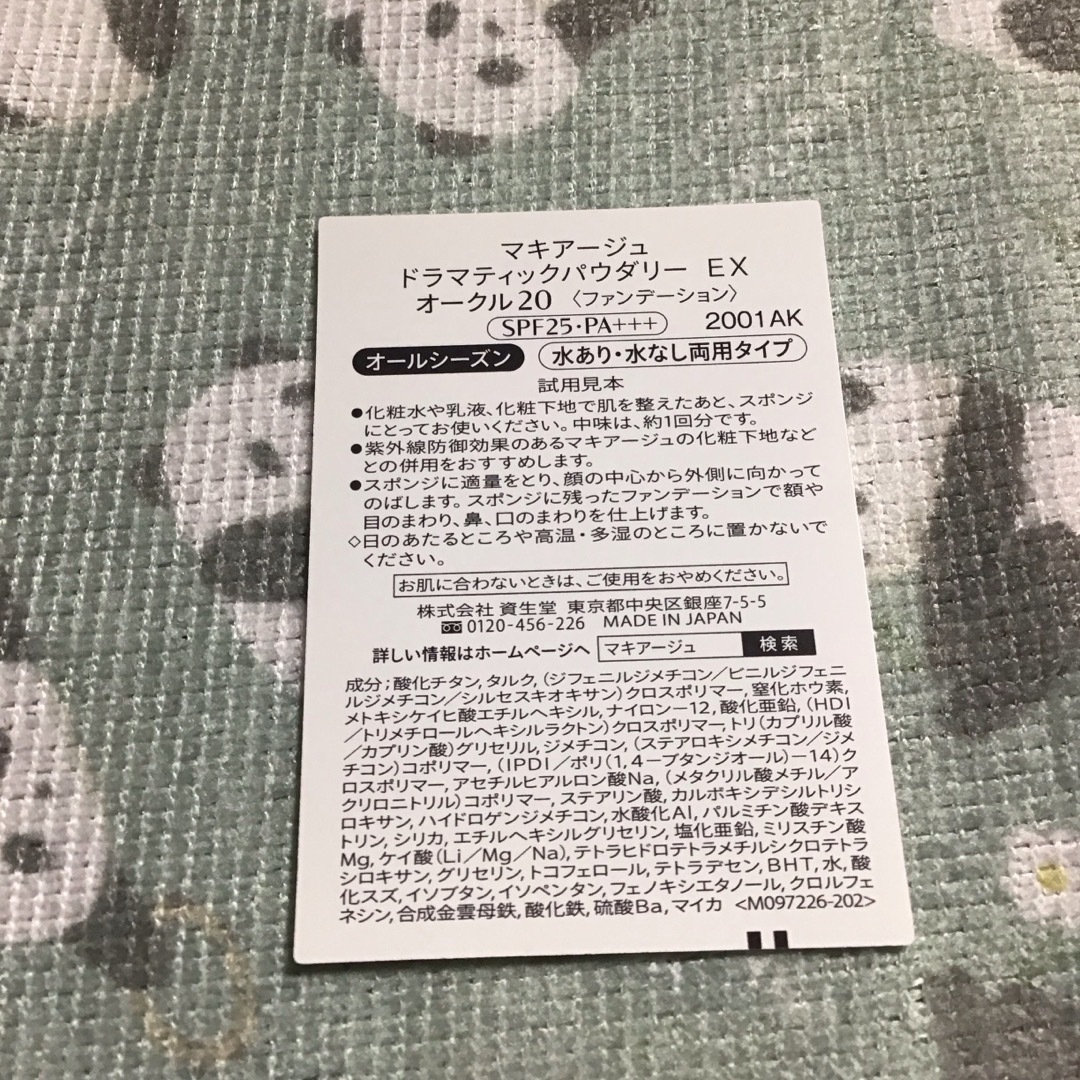 マキアージュ
ドラマティックパウダリー EX
オークル20 〈ファンデーション〉
SPF25・PA+++ 2001AK
オールシーズン 水あり・水なし両用タイプ
試用見本
●化粧水や乳液、化粧下地で肌を整えたあと、スポンジ
にとってお使いください。中味は、約1回分です。
●紫外線防御効果のあるマキアージュの化粧下地など
との併用をおすすめします。
●スポンジに適量をとり、顔の中心から外側に向かって
のばします。スポンジに残ったファンデーションで額や
目のまわり、鼻、口のまわりを仕上げます。
◇日のあたるところや高温・多湿のところに置かないで
ください。
お肌に合わないときは、ご使用をおやめください。
株式会社 資生堂 東京都中央区銀座7-5-5
0120-456-226 MADE IN JAPAN
詳しい情報はホームページへ マキアージュ 検索
成分;酸化チタン,タルク,(ジフェニルジメチコン/ビニルジフェニ
ルジメチコン/シルセスキオキサン)クロスポリマー,窒化ホウ素,
メトキシケイヒ酸エチルヘキシル,ナイロン-12,酸化亜鉛,(HDI
/トリメチロールヘキシルラクトン)クロスポリマー,トリ(カプリル酸
/カプリン酸)グリセリル,ジメチコン,(ステアロキシメチコン/ジメ
チコン)コポリマー,(IPDI/ポリ(1,4-ブタンジオール)-14)ク
ロスポリマー,アセチルヒアルロン酸Na,(メタクリル酸メチル/ア
クリロニトリル)コポリマー,ステアリン酸,カルボキシデシルトリシ
ロキサン,ハイドロゲンジメチコン,水酸化Al,パルミチン酸デキス
トリン,シリカ,エチルヘキシルグリセリン,塩化亜鉛,ミリスチン酸
Mg,ケイ酸(Li/Mg/Na),テトラヒドロテトラメチルシクロテトラ
シロキサン,グリセリン,トコフェロール,テトラデセン,BHT,水,酸
化スズ,イソブタン,イソペンタン,フェノキシエタノール,クロルフェ
ネシン,合成金雲母鉄,酸化鉄,硫酸Ba,マイカ <M097226-202>